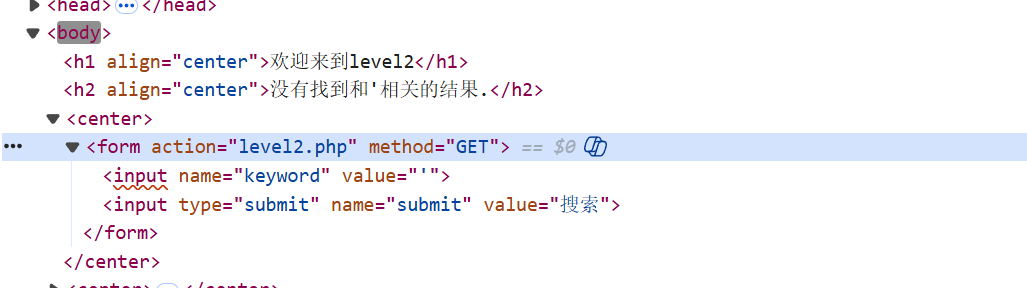 <head> ••• </head>
<body>
<h1 align="center">欢迎来到level2</h1>
<h2 align="center">没有找到和'相关的结果.</h2>
<center>
••• <form action="level2.php" method="GET"> == $0
<input name="keyword" value="'">
<input type="submit" name="submit" value="搜索">
</form>
</center>
<center> ••• </center>